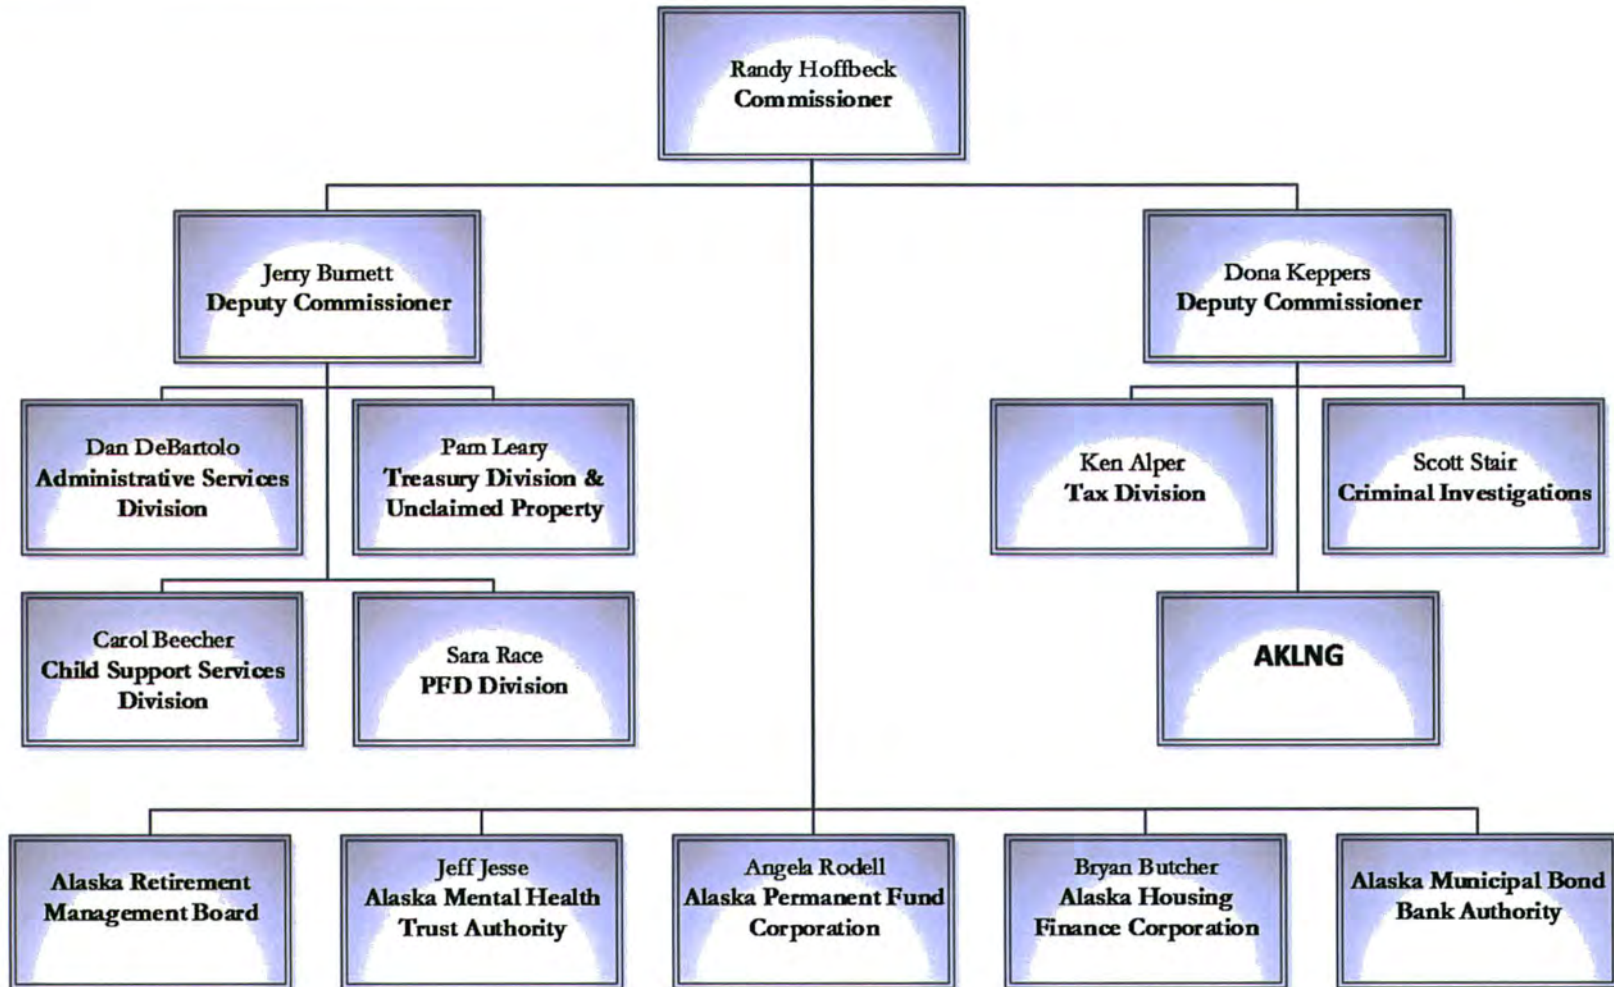 Randy Hoffbeck
Commissioner
Jerry Burnett
Deputy Commissioner
Dona Keppers
Deputy Commissioner
Dan DeBartolo
Administrative Services
Division
Pam Leary
Treasury Division &
Unclaimed Property
Ken Alper
Tax Division
Scott Stair
Criminal Investigations
Carol Beecher
Child Support Services
Division
Sara Race
PFD Division
AKLNG
Alaska Retirement
Management Board
Jeff Jesse
Alaska Mental Health
Trust Authority
Angela Rodell
Alaska Permanent Fund
Corporation
Bryan Butcher
Alaska Housing
Finance Corporation
Alaska Municipal Bond
Bank Authority